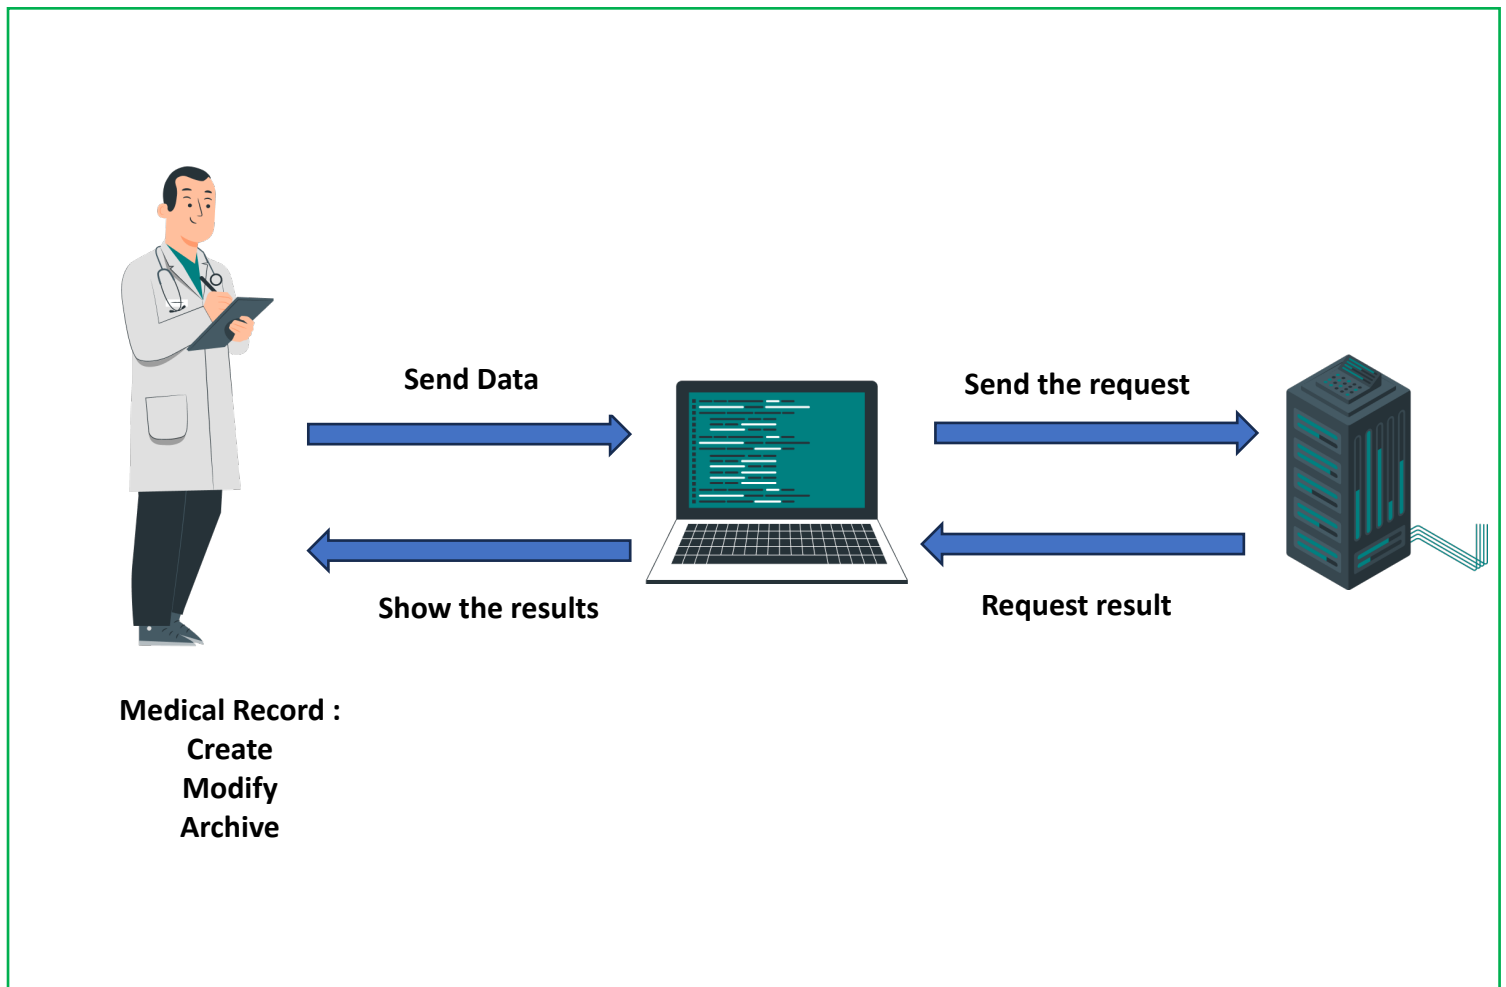 Send Data
Send the request
Show the results
Request result
Medical Record :
Create
Modify
Archive